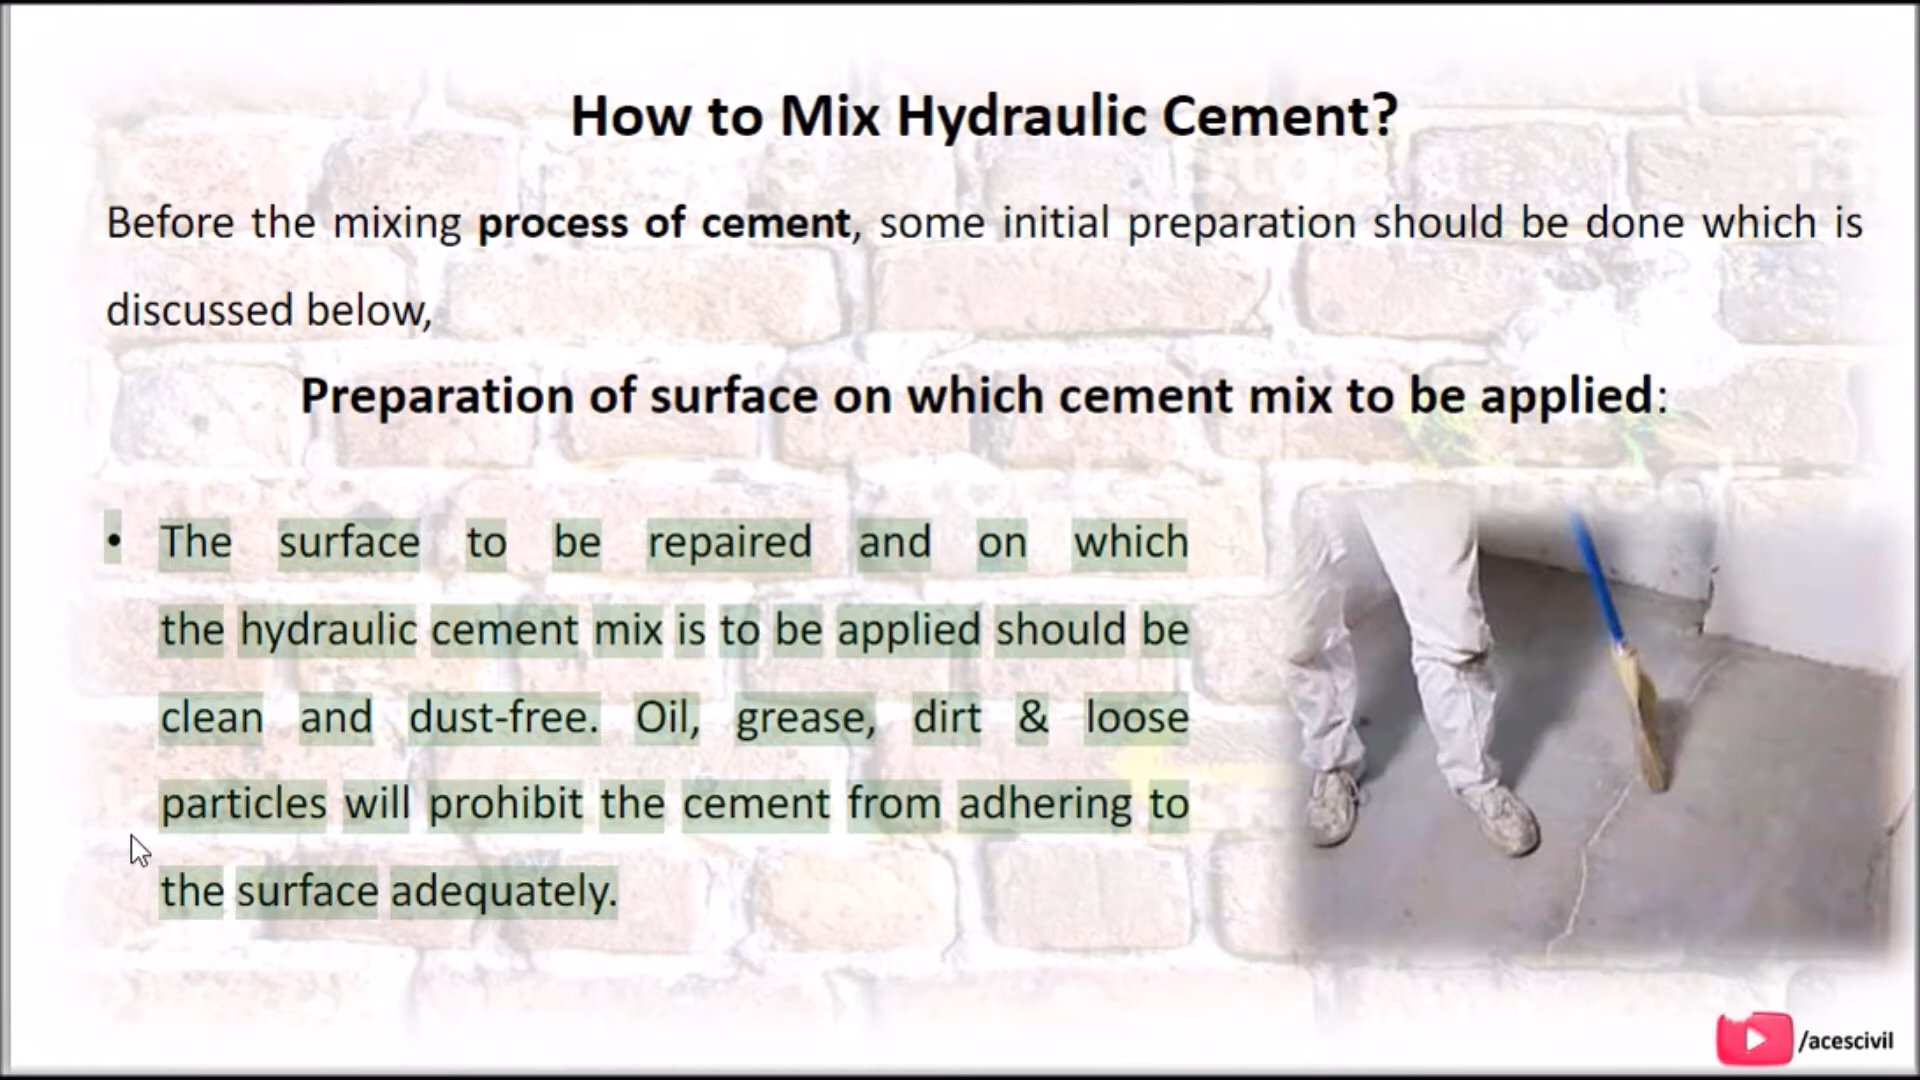 How to Mix Hydraulic Cement?
Before the mixing process of cement, some initial preparation should be done which is
discussed below,
Preparation of surface on which cement mix to be applied:
• The surface to be repaired and on which
the hydraulic cement mix is to be applied should be
clean and dust-free. Oil, grease, dirt & loose
particles will prohibit the cement from adhering to
the surface adequately.
/acescivil